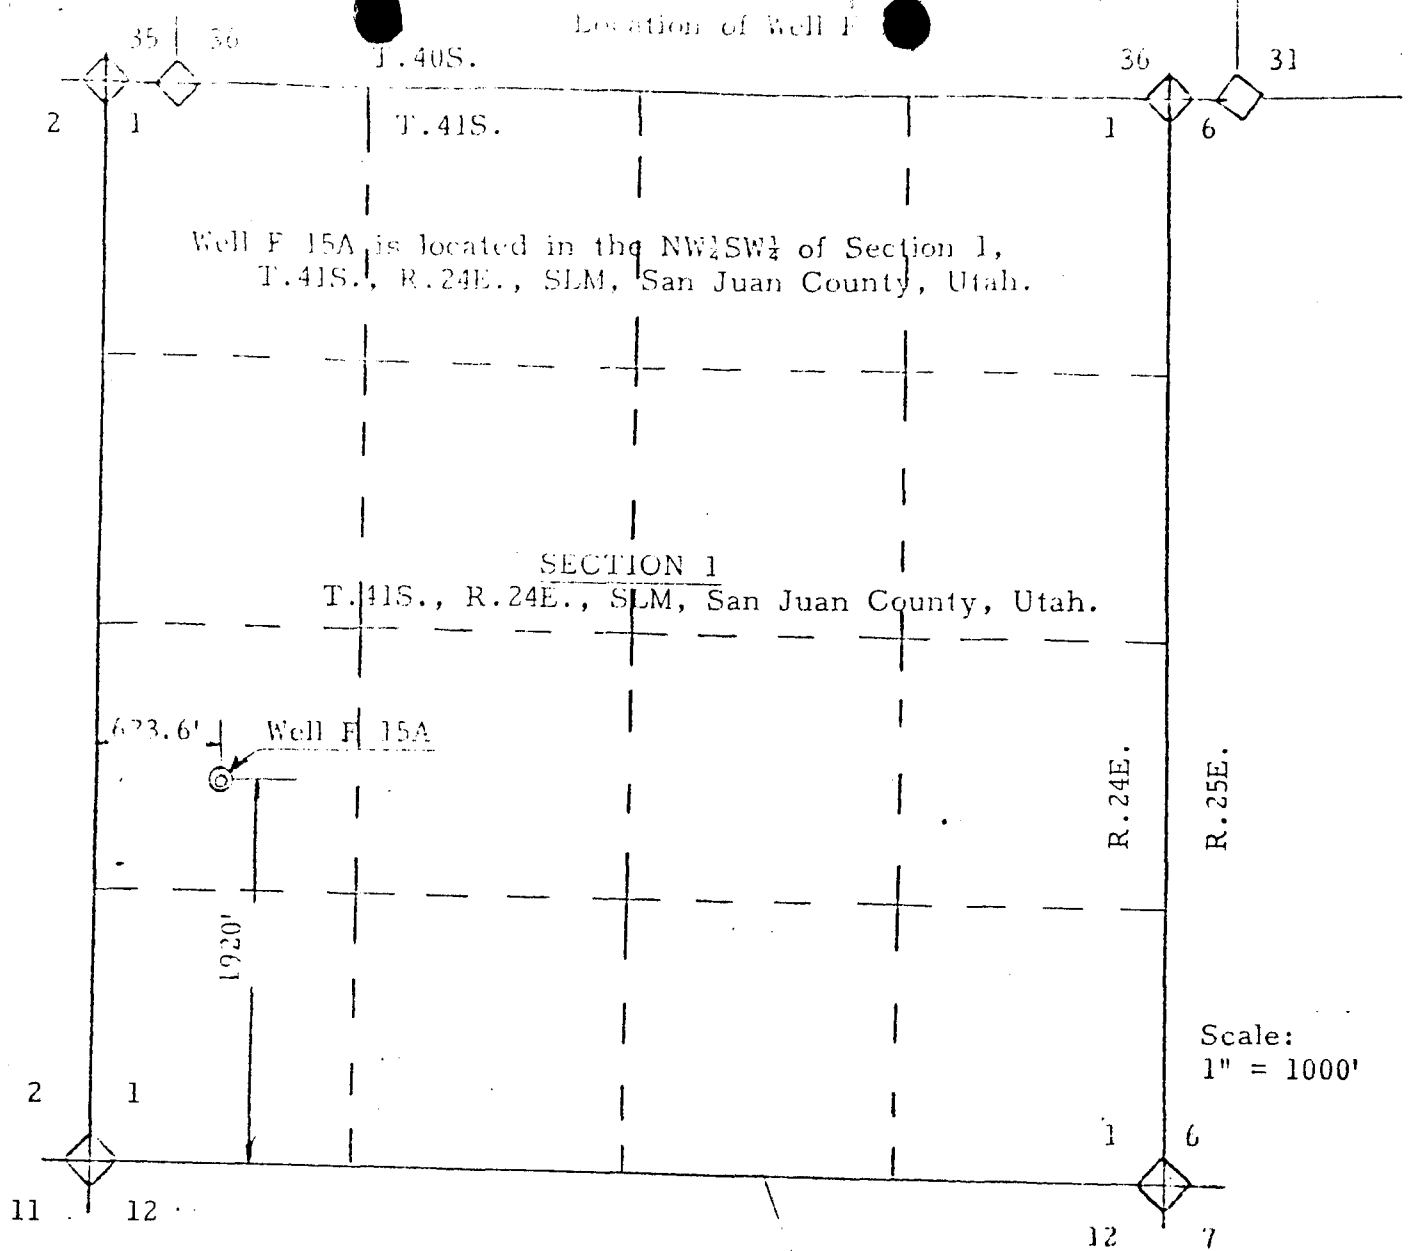 Location of Well F
35 36
T.40S.
36 31
2 1
T.41S.
1 6
Well F 15A is located in the NW¼SW¼ of Section 1,
T.41S., R.24E., SLM, San Juan County, Utah.
SECTION 1
T.41S., R.24E., SLM, San Juan County, Utah.
Well F 15A
R.24E.
R.25E.
1920'
Scale:
1" = 1000'
2 1
1 6
11 12
12 7